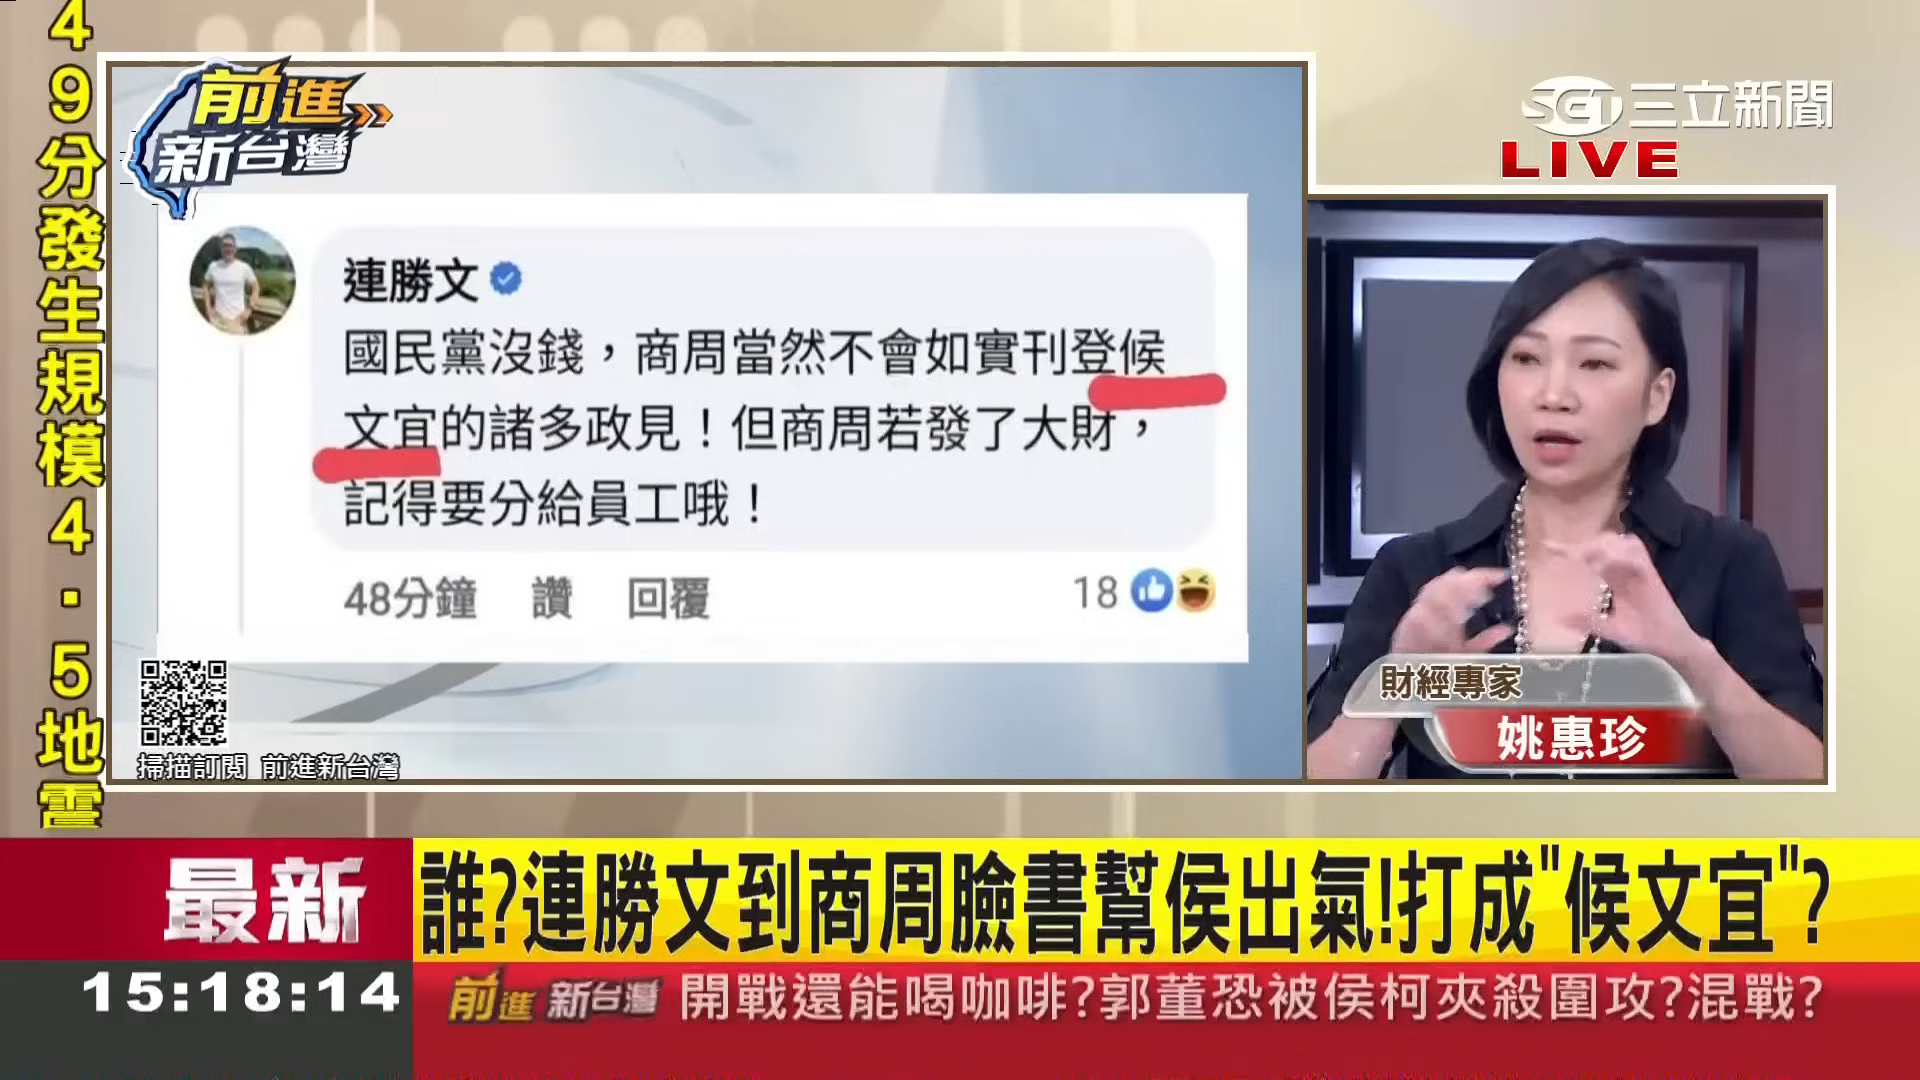 49分發生規模4.5地震
前進
新台灣
SET三立新聞
LIVE
連勝文
國民黨沒錢，商周當然不會如實刊登候
文宜的諸多政見！但商周若發了大財，
記得要分給員工哦！
48分鐘 讚 回覆 18
掃描訂閱 前進新台灣
財經專家
姚惠珍
最新
誰?連勝文到商周臉書幫侯出氣!打成"候文宜"?
15:18:14
前進新台灣 開戰還能喝咖啡?郭董恐被侯柯夾殺圍攻?混戰?